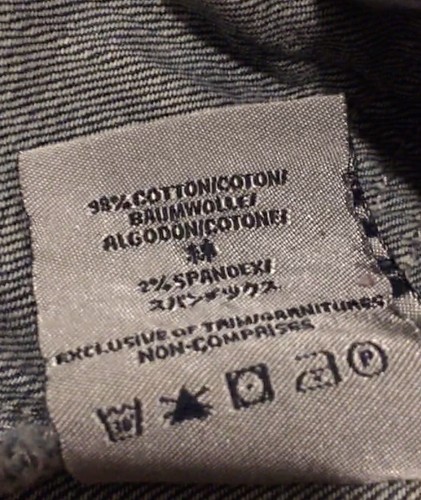 98% COTTON/COTON/
BAUMWOLLE/
ALGODON/COTONE/
綿
2% SPANDEX/
スパンデックス
EXCLUSIVE OF TRIM/GARNITURES
NON-COMPRISES
30
P